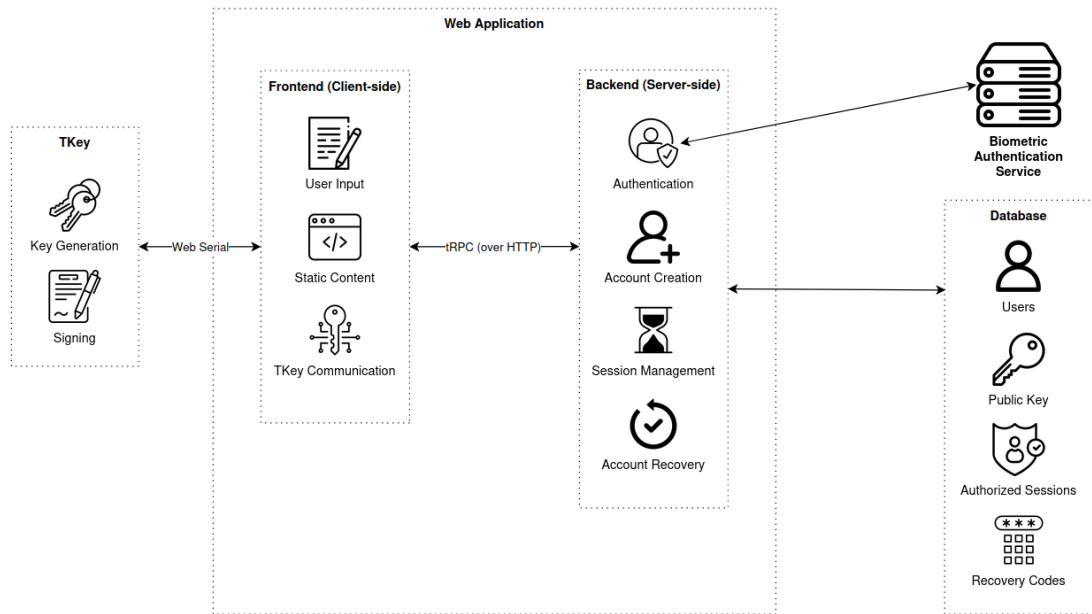 Web Application
TKey
Key Generation
Signing
Web Serial
Frontend (Client-side)
User Input
Static Content
TKey Communication
tRPC (over HTTP)
Backend (Server-side)
Authentication
Account Creation
Session Management
Account Recovery
Biometric
Authentication
Service
Database
Users
Public Key
Authorized Sessions
***
Recovery Codes